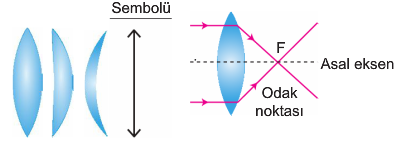 Sembolü
F
Asal eksen
Odak
noktası